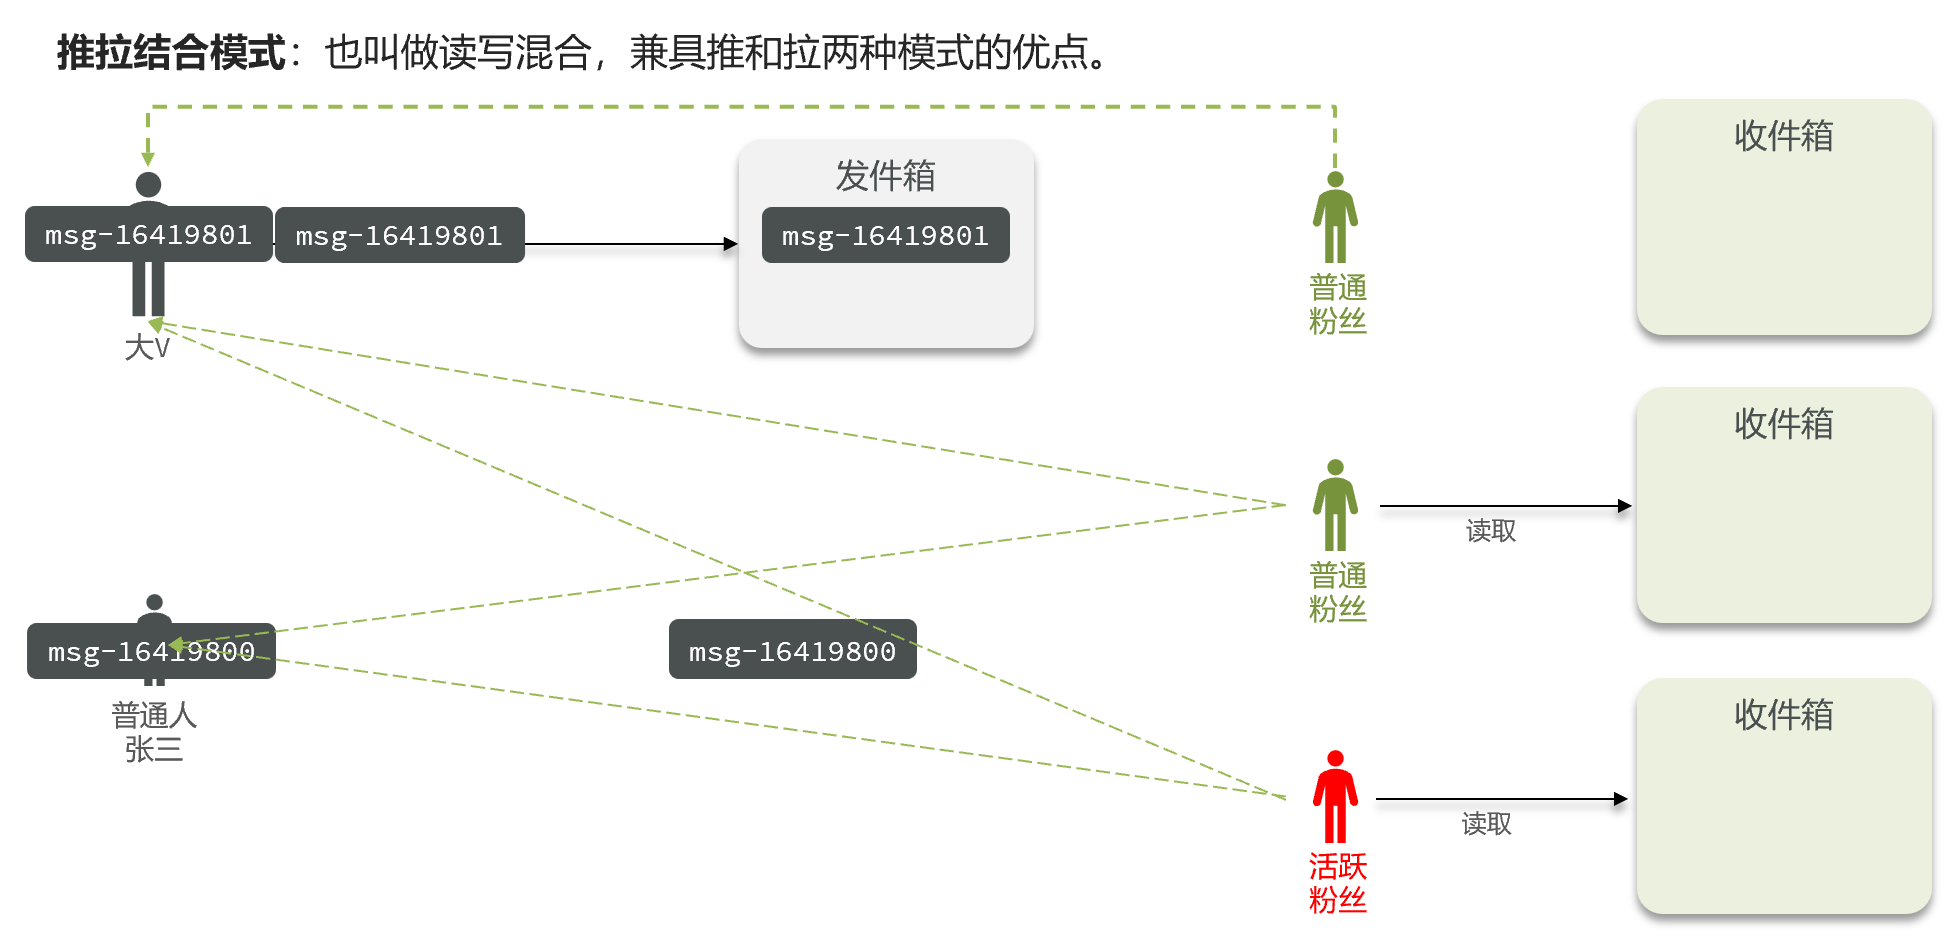 推拉结合模式：也叫做读写混合，兼具推和拉两种模式的优点。
发件箱
收件箱
msg-16419801
msg-16419801
msg-16419801
普通
粉丝
大V
收件箱
读取
普通
粉丝
msg-16419800
msg-16419800
普通人
张三
收件箱
读取
活跃
粉丝